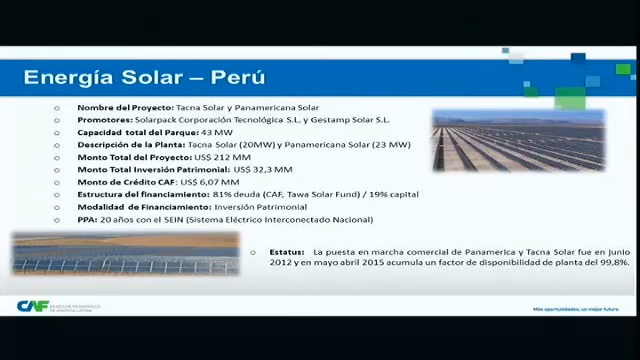 Energía Solar – Perú
Nombre del Proyecto: Tacna Solar y Panamericana Solar
Promotores: Solarpack Corporación Tecnológica S.L. y Gestamp Solar S.L.
Capacidad total del Parque: 43 MW
Descripción de la Planta: Tacna Solar (20MW) y Panamericana Solar (23 MW)
Monto Total del Proyecto: US$ 212 MM
Monto Total Inversión Patrimonial: US$ 32,3 MM
Monto de Crédito CAF: US$ 6,07 MM
Estructura del financiamiento: 81% deuda (CAF, Tawa Solar Fund) / 19% capital
Modalidad de Financiamiento: Inversión Patrimonial
PPA: 20 años con el SEIN (Sistema Eléctrico Interconectado Nacional)
Estatus: La puesta en marcha comercial de Panamerica y Tacna Solar fue en junio
2012 y en mayo abril 2015 acumula un factor de disponibilidad de planta del 99,8%.
CAF BANCO DE DESARROLLO
DE AMÉRICA LATINA
Más oportunidades, un mejor futuro.